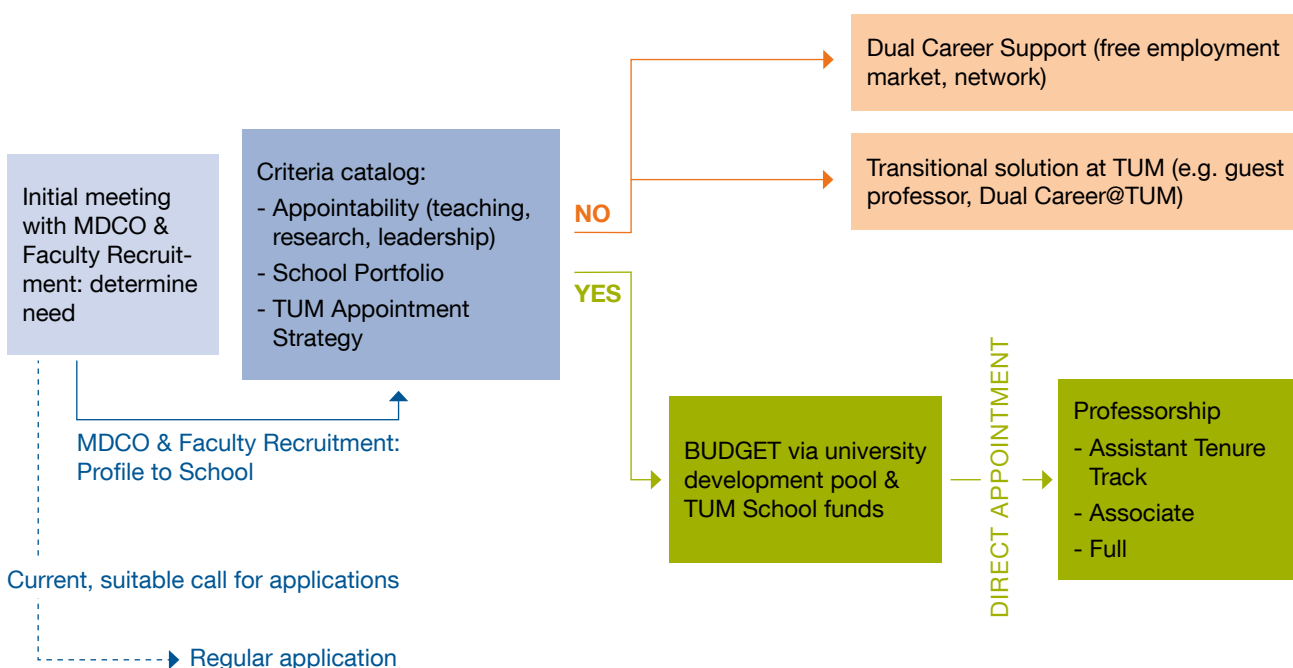 Initial meeting
with MDCO &
Faculty Recruit-
ment: determine
need
MDCO & Faculty Recruitment:
Profile to School
Current, suitable call for applications
Regular application
Criteria catalog:
- Appointability (teaching,
research, leadership)
- School Portfolio
- TUM Appointment
Strategy
NO
Dual Career Support (free employment
market, network)
Transitional solution at TUM (e.g. guest
professor, Dual Career@TUM)
YES
BUDGET via university
development pool &
TUM School funds
DIRECT APPOINTMENT
Professorship
- Assistant Tenure
Track
- Associate
- Full